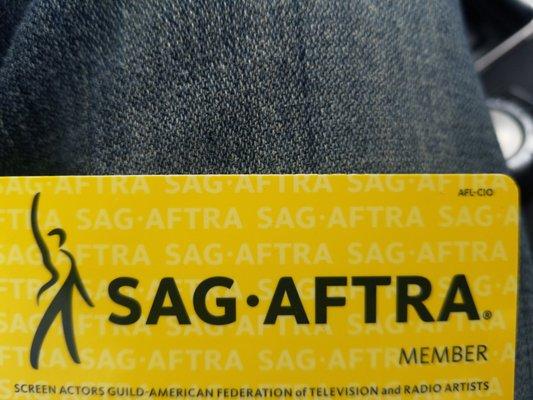 AFL-CIO
SAG·AFTRA®
MEMBER
SCREEN ACTORS GUILD-AMERICAN FEDERATION of TELEVISION and RADIO ARTISTS